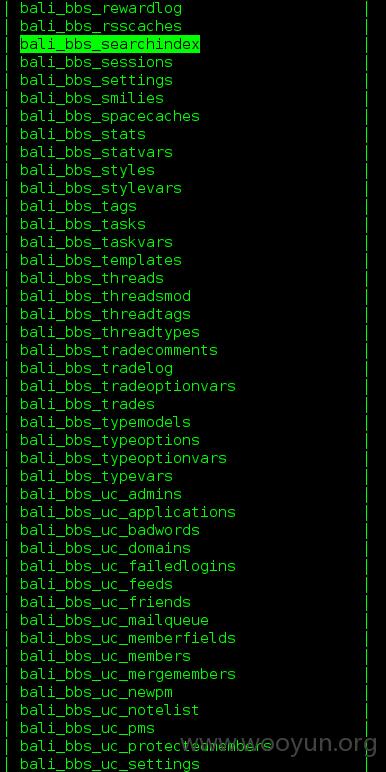 bali_bbs_rewardlog
bali_bbs_rsscaches
bali_bbs_searchindex
bali_bbs_sessions
bali_bbs_settings
bali_bbs_smilies
bali_bbs_spacecaches
bali_bbs_stats
bali_bbs_statvars
bali_bbs_styles
bali_bbs_stylevars
bali_bbs_tags
bali_bbs_tasks
bali_bbs_taskvars
bali_bbs_templates
bali_bbs_threads
bali_bbs_threadsmod
bali_bbs_threadtags
bali_bbs_threadtypes
bali_bbs_tradecomments
bali_bbs_tradelog
bali_bbs_tradeoptionvars
bali_bbs_trades
bali_bbs_typemodels
bali_bbs_typeoptions
bali_bbs_typeoptionvars
bali_bbs_typevars
bali_bbs_uc_admins
bali_bbs_uc_applications
bali_bbs_uc_badwords
bali_bbs_uc_domains
bali_bbs_uc_failedlogins
bali_bbs_uc_feeds
bali_bbs_uc_friends
bali_bbs_uc_mailqueue
bali_bbs_uc_memberfields
bali_bbs_uc_members
bali_bbs_uc_mergemembers
bali_bbs_uc_newpm
bali_bbs_uc_notelist
bali_bbs_uc_pms
bali_bbs_uc_protectedmembers
www.wooyun.org
bali_bbs_uc_settings